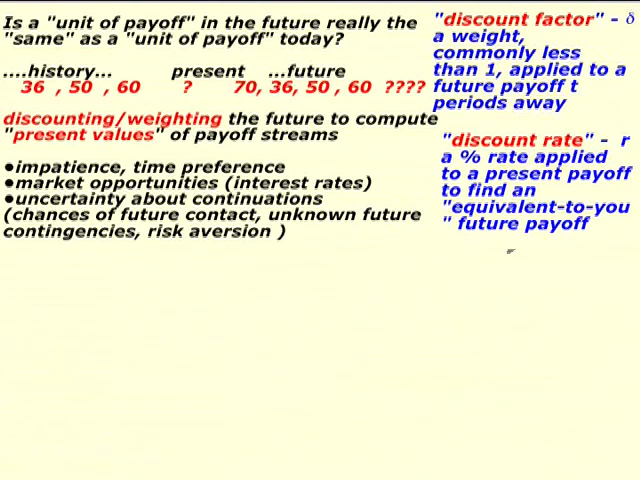 Is a "unit of payoff" in the future really the
"same" as a "unit of payoff" today?
....history... present ...future
36 , 50 , 60 ? 70, 36, 50 , 60 ????
discounting/weighting the future to compute
"present values" of payoff streams
●impatience, time preference
●market opportunities (interest rates)
●uncertainty about continuations
(chances of future contact, unknown future
contingencies, risk aversion )
"discount factor" - δ
a weight,
commonly less
than 1, applied to a
future payoff t
periods away
"discount rate" - r
a % rate applied
to a present payoff
to find an
"equivalent-to-you
" future payoff